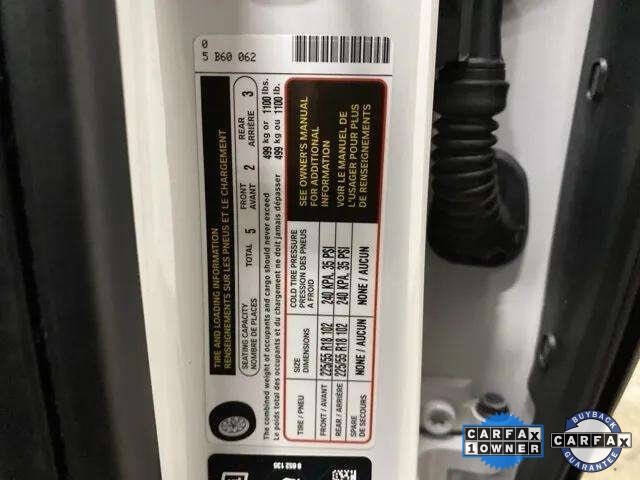 0
5 B60 062
TIRE AND LOADING INFORMATION
RENSEIGNEMENTS SUR LES PNEUS ET LE CHARGEMENT
SEATING CAPACITY
NOMBRE DE PLACES
TOTAL 5
FRONT
AVANT 2
REAR
ARRIÈRE 3
The combined weight of occupants and cargo should never exceed 499 kg or 1100 lbs.
Le poids total des occupants et du chargement ne doit jamais dépasser 499 kg ou 1100 lb.
TIRE / PNEU
SIZE
DIMENSIONS
COLD TIRE PRESSURE
PRESSION DES PNEUS
A FROID
FRONT / AVANT 225/55 R18 102 240 KPA, 35 PSI
REAR / ARRIÈRE 225/55 R18 102 240 KPA, 35 PSI
SPARE
DE SECOURS
NONE / AUCUN NONE / AUCUN
SEE OWNER'S MANUAL
FOR ADDITIONAL
INFORMATION
VOIR LE MANUEL DE
L'USAGER POUR PLUS
DE RENSEIGNEMENTS
CARFAX
1 OWNER
BUYBACK
CARFAX
GUARANTEE